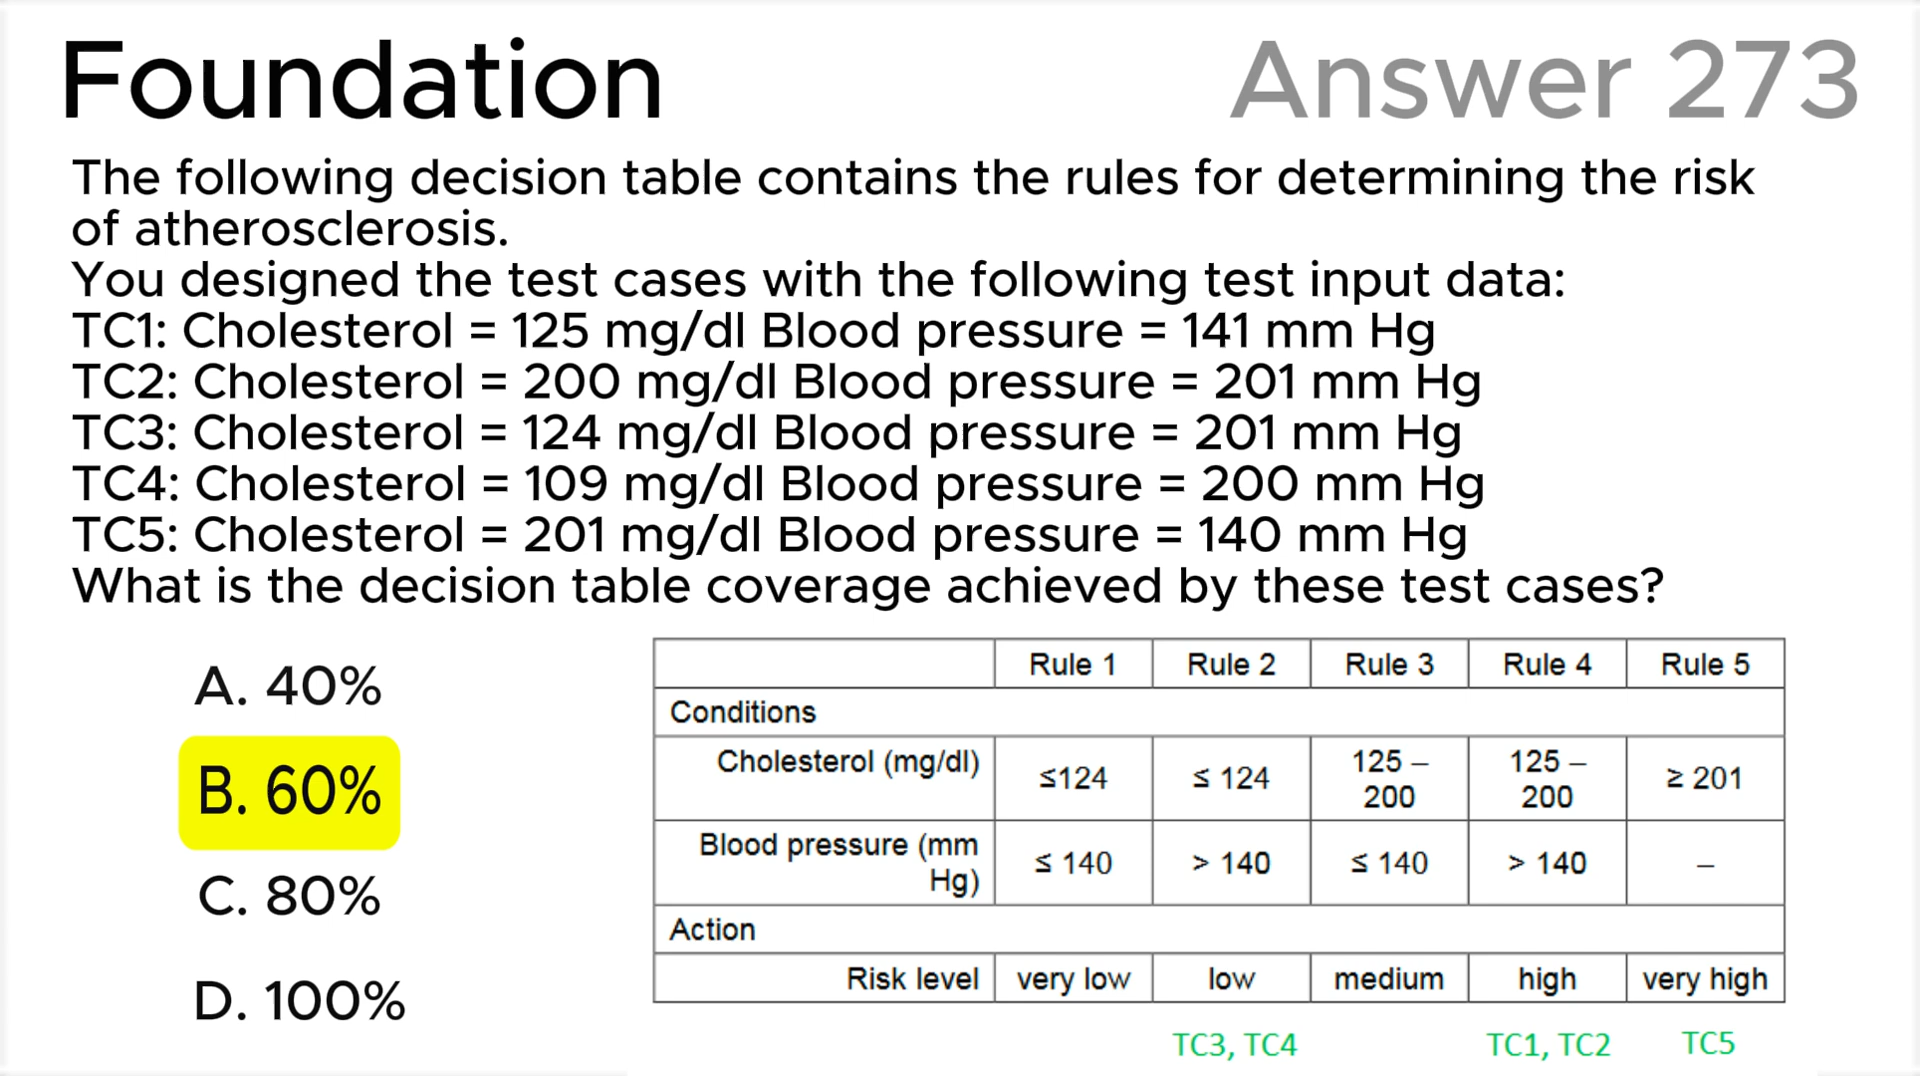 Foundation
Answer 273
The following decision table contains the rules for determining the risk
of atherosclerosis.
You designed the test cases with the following test input data:
TC1: Cholesterol = 125 mg/dl Blood pressure = 141 mm Hg
TC2: Cholesterol = 200 mg/dl Blood pressure = 201 mm Hg
TC3: Cholesterol = 124 mg/dl Blood pressure = 201 mm Hg
TC4: Cholesterol = 109 mg/dl Blood pressure = 200 mm Hg
TC5: Cholesterol = 201 mg/dl Blood pressure = 140 mm Hg
What is the decision table coverage achieved by these test cases?
A. 40%
B. 60%
C. 80%
D. 100%
Rule 1 Rule 2 Rule 3 Rule 4 Rule 5
Conditions
Cholesterol (mg/dl) ≤124 ≤ 124 125 – 200 125 – 200 ≥ 201
Blood pressure (mm Hg) ≤ 140 > 140 ≤ 140 > 140 –
Action
Risk level very low low medium high very high
TC3, TC4 TC1, TC2 TC5